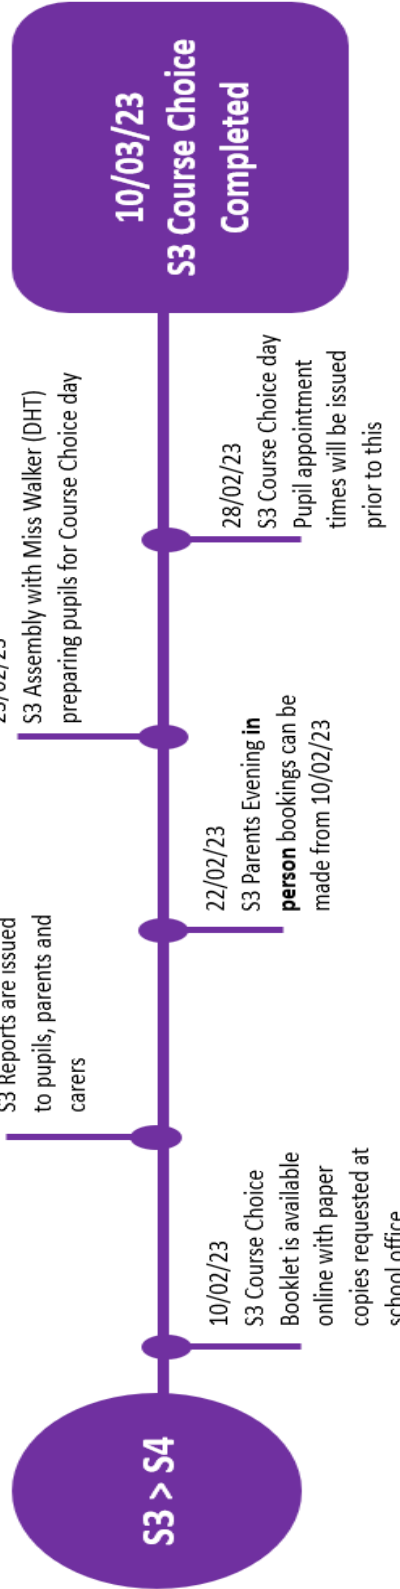 S3 > S4
10/02/23
S3 Course Choice
Booklet is available
online with paper
copies requested at
school office
S3 Reports are issued
to pupils, parents and
carers
22/02/23
S3 Parents Evening in
person bookings can be
made from 10/02/23
S3 Assembly with Miss Walker (DHT)
preparing pupils for Course Choice day
28/02/23
S3 Course Choice day
Pupil appointment
times will be issued
prior to this
10/03/23
S3 Course Choice
Completed